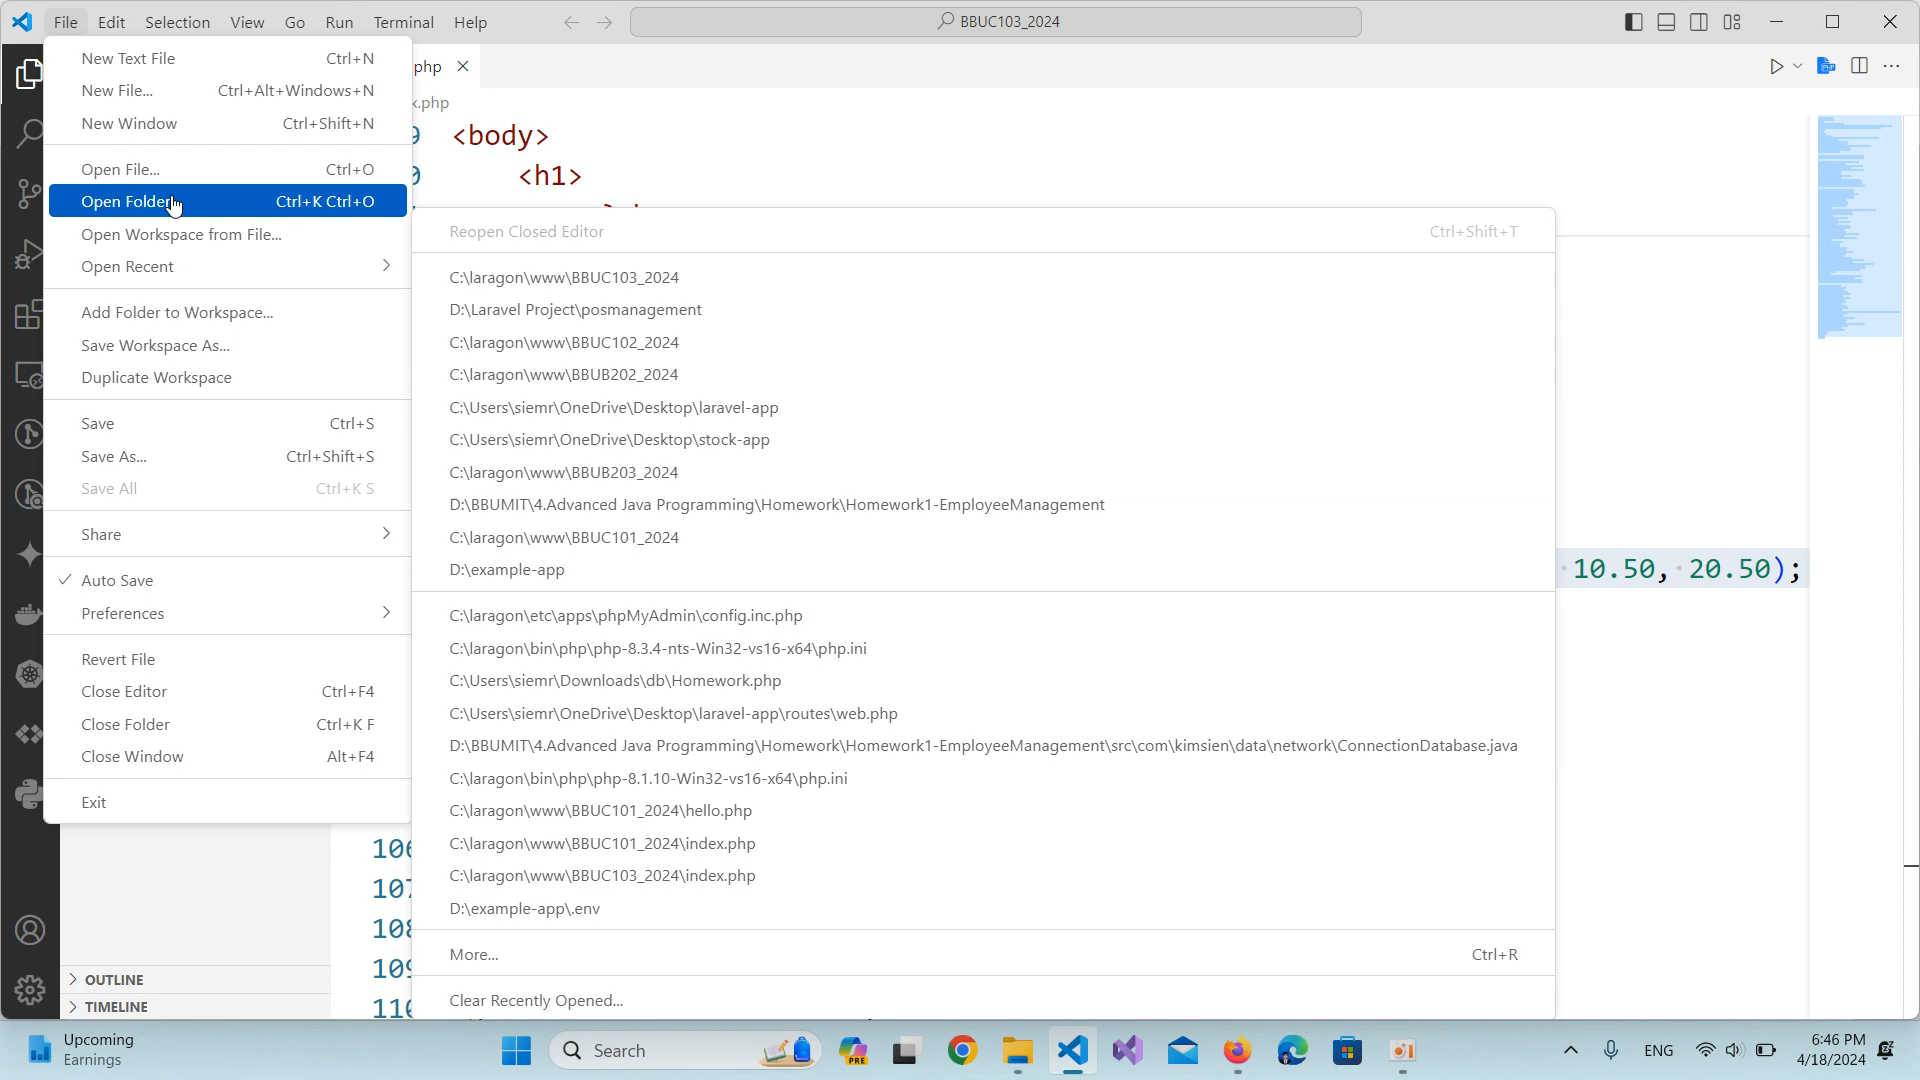 File Edit Selection View Go Run Terminal Help
BBUC103_2024
New Text File Ctrl+N
New File... Ctrl+Alt+Windows+N
New Window Ctrl+Shift+N
Open File... Ctrl+O
Open Folder Ctrl+K Ctrl+O
Open Workspace from File...
Open Recent
Add Folder to Workspace...
Save Workspace As...
Duplicate Workspace
Save Ctrl+S
Save As... Ctrl+Shift+S
Save All Ctrl+K S
Share
Auto Save
Preferences
Revert File
Close Editor Ctrl+F4
Close Folder Ctrl+K F
Close Window Alt+F4
Exit
php
x.php
9 <body>
0 <h1>
Reopen Closed Editor Ctrl+Shift+T
C:\laragon\www\BBUC103_2024
D:\Laravel Project\posmanagement
C:\laragon\www\BBUC102_2024
C:\laragon\www\BBUB202_2024
C:\Users\siemr\OneDrive\Desktop\laravel-app
C:\Users\siemr\OneDrive\Desktop\stock-app
C:\laragon\www\BBUB203_2024
D:\BBUMIT\4.Advanced Java Programming\Homework\Homework1-EmployeeManagement
C:\laragon\www\BBUC101_2024
D:\example-app
C:\laragon\etc\apps\phpMyAdmin\config.inc.php
C:\laragon\bin\php\php-8.3.4-nts-Win32-vs16-x64\php.ini
C:\Users\siemr\Downloads\db\Homework.php
C:\Users\siemr\OneDrive\Desktop\laravel-app\routes\web.php
D:\BBUMIT\4.Advanced Java Programming\Homework\Homework1-EmployeeManagement\src\com\kimsien\data\network\ConnectionDatabase.java
C:\laragon\bin\php\php-8.1.10-Win32-vs16-x64\php.ini
C:\laragon\www\BBUC101_2024\hello.php
C:\laragon\www\BBUC101_2024\index.php
C:\laragon\www\BBUC103_2024\index.php
D:\example-app\.env
More... Ctrl+R
Clear Recently Opened...
10.50, 20.50);
106
107
108
109
110
OUTLINE
TIMELINE
Upcoming
Earnings
Search
PRE
ENG
6:46 PM
4/18/2024